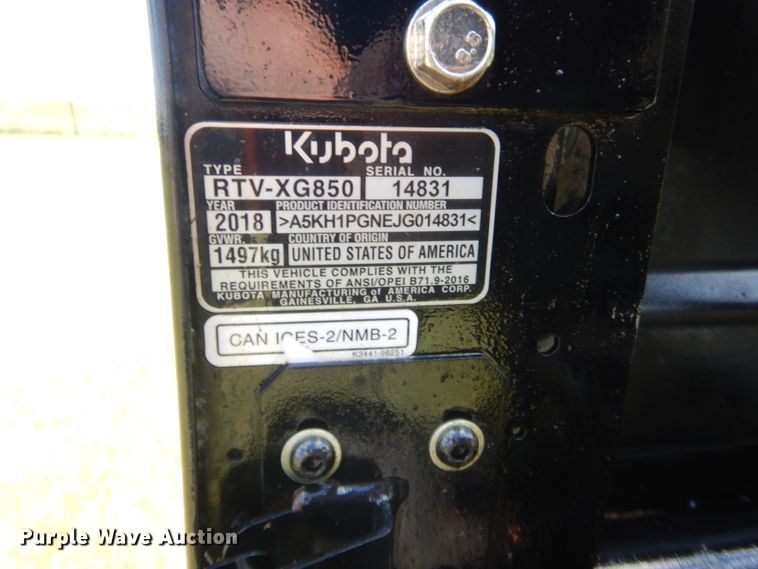 Kubota
TYPE SERIAL NO.
RTV-XG850 14831
YEAR PRODUCT IDENTIFICATION NUMBER
2018 >A5KH1PGNEJG014831<
GVWR. COUNTRY OF ORIGIN
1497kg UNITED STATES OF AMERICA
THIS VEHICLE COMPLIES WITH THE
REQUIREMENTS OF ANSI/OPEI B71.9-2016
KUBOTA MANUFACTURING of AMERICA CORP.
GAINESVILLE, GA U.S.A.
CAN ICES-2/NMB-2
K3441-98251
Purple Wave Auction